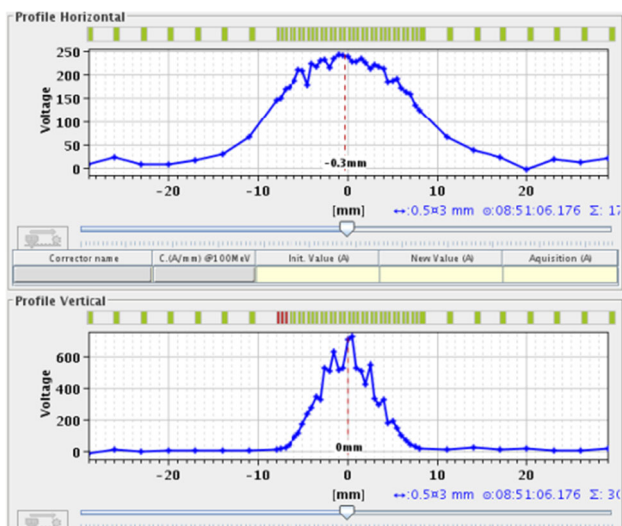 Profile Horizontal
250
200
150
100
50
0
Voltage
-0.3mm
-20 -10 0 10 20
[mm] ↔:0.5¤3 mm ⊙:08:51:06.176 Σ: 17
Corrector name C.(A/mm) @100MeV Init. Value (A) New Value (A) Aquisition (A)
Profile Vertical
600
400
200
0
Voltage
0mm
-20 -10 0 10 20
[mm] ↔:0.5¤3 mm ⊙:08:51:06.176 Σ: 30